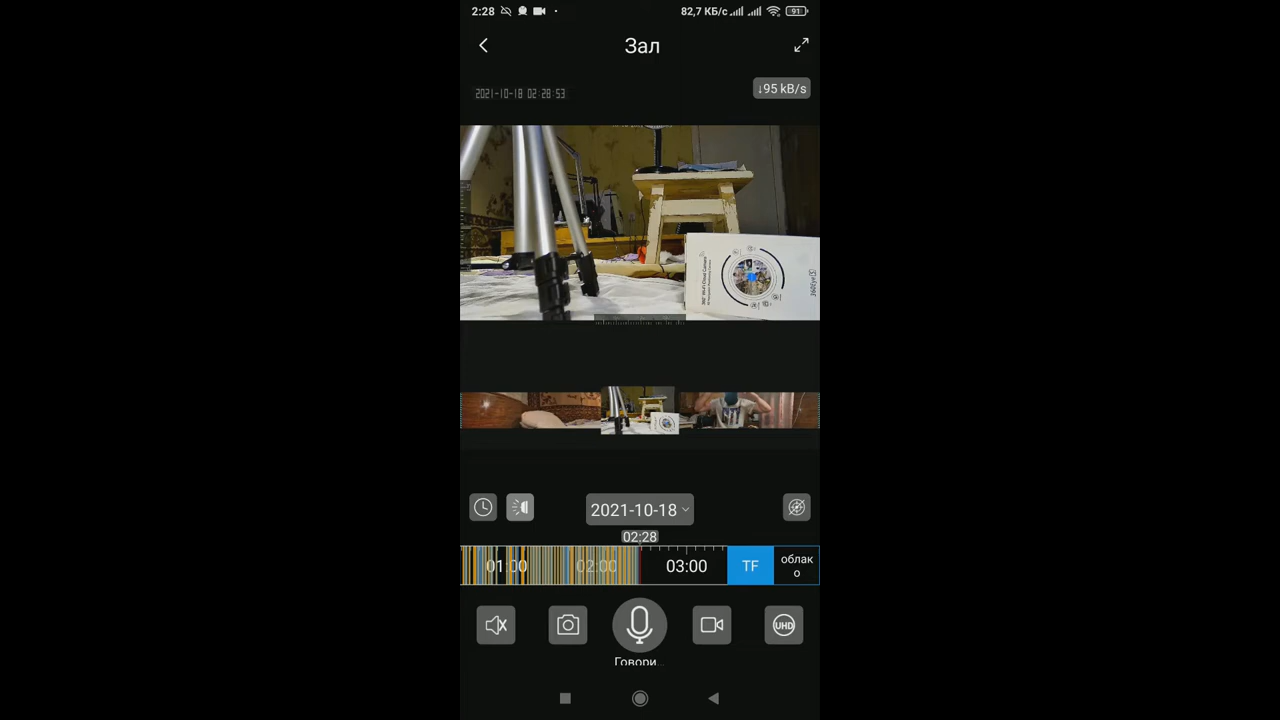 2:28
82,7 КБ/с
91
Зал
2021-10-18 02:28:53
↓95 kB/s
2021-10-18
02:28
01:00
02:00
03:00
TF
облак
о
UHD
Говори...